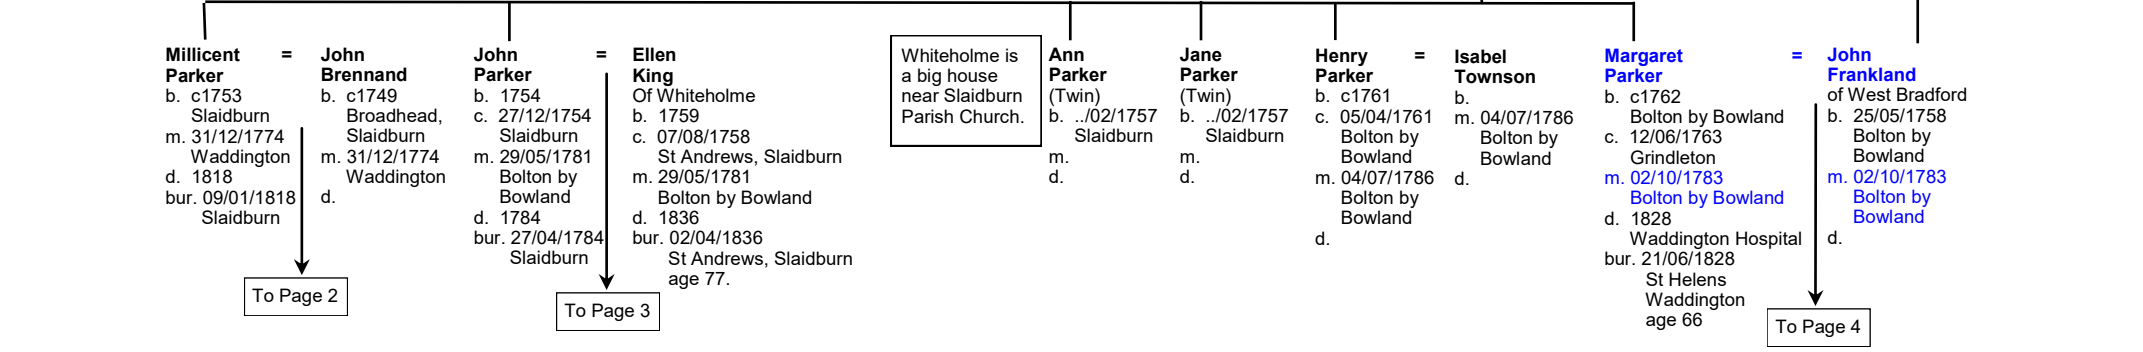 Millicent =
Parker
b. c1753
Slaidburn
m. 31/12/1774
Waddington
d. 1818
bur. 09/01/1818
Slaidburn
To Page 2
John
Brennand
b. c1749
Broadhead,
Slaidburn
m. 31/12/1774
Waddington
d.
John =
Parker
b. 1754
c. 27/12/1754
Slaidburn
m. 29/05/1781
Bolton by
Bowland
d. 1784
bur. 27/04/1784
Slaidburn
To Page 3
Ellen
King
Of Whiteholme
b. 1759
c. 07/08/1758
St Andrews, Slaidburn
m. 29/05/1781
Bolton by Bowland
d. 1836
bur. 02/04/1836
St Andrews, Slaidburn
age 77.
Whiteholme is
a big house
near Slaidburn
Parish Church.
Ann
Parker
(Twin)
b. ../02/1757
Slaidburn
m.
d.
Jane
Parker
(Twin)
b. ../02/1757
Slaidburn
m.
d.
Henry =
Parker
b. c1761
c. 05/04/1761
Bolton by
Bowland
m. 04/07/1786
Bolton by
Bowland
d.
Isabel
Townson
b.
m. 04/07/1786
Bolton by
Bowland
d.
Margaret =
Parker
b. c1762
Bolton by Bowland
c. 12/06/1763
Grindleton
m. 02/10/1783
Bolton by Bowland
d. 1828
Waddington Hospital
bur. 21/06/1828
St Helens
Waddington
age 66
John
Frankland
of West Bradford
b. 25/05/1758
Bolton by
Bowland
m. 02/10/1783
Bolton by
Bowland
d.
To Page 4